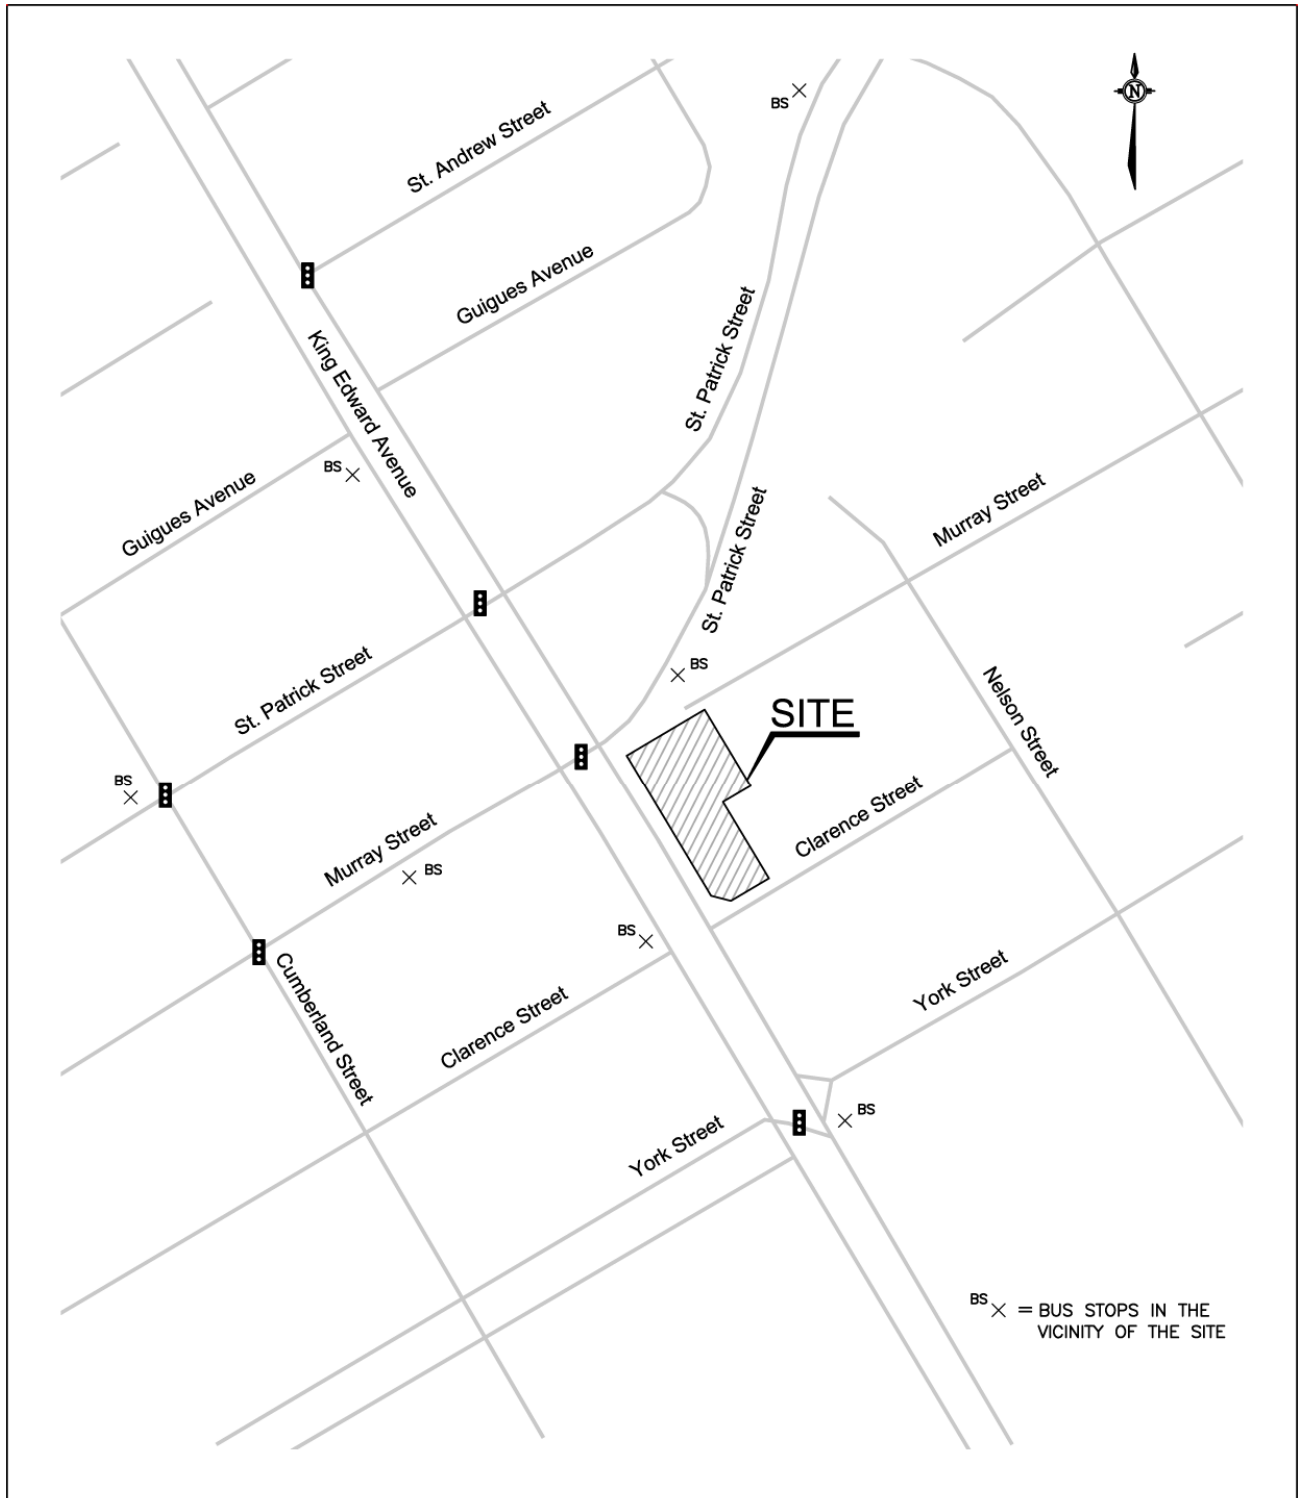 BS
N
St. Andrew Street
Guigues Avenue
St. Patrick Street
King Edward Avenue
BS
Guigues Avenue
Murray Street
St. Patrick Street
BS
St. Patrick Street
Nelson Street
SITE
BS
Clarence Street
Murray Street
BS
BS
York Street
Cumberland Street
Clarence Street
BS
York Street
BS
= BUS STOPS IN THE
VICINITY OF THE SITE